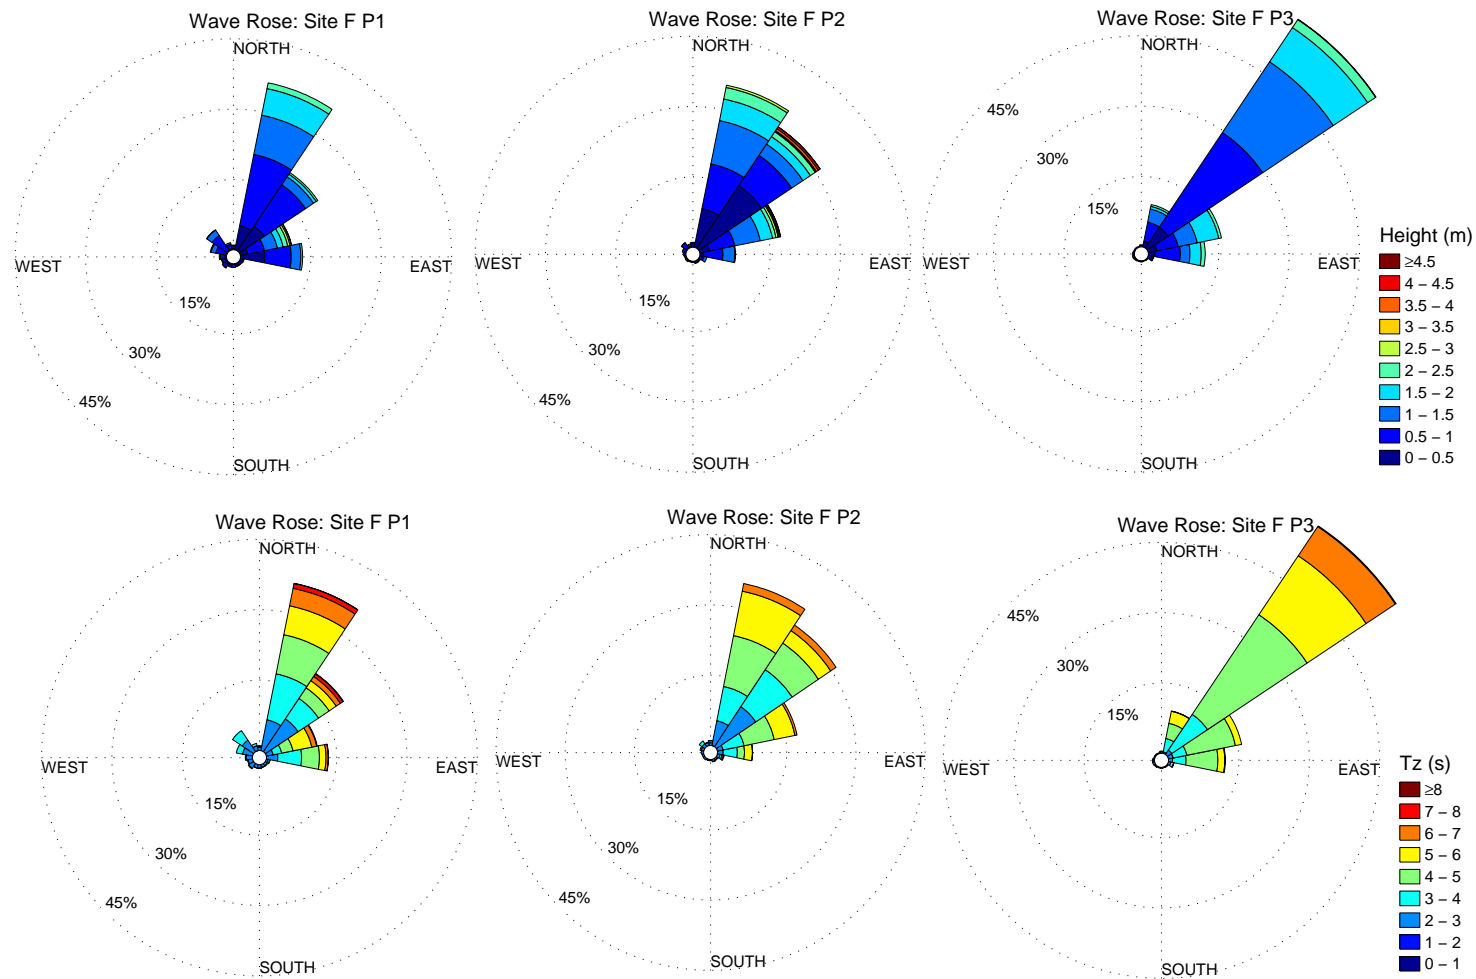 Wave Rose: Site F P1
NORTH
WEST
EAST
15%
30%
45%
SOUTH
Wave Rose: Site F P2
NORTH
WEST
EAST
15%
30%
45%
SOUTH
Wave Rose: Site F P3
NORTH
45%
30%
15%
WEST
EAST
SOUTH
Height (m)
≥4.5
4 – 4.5
3.5 – 4
3 – 3.5
2.5 – 3
2 – 2.5
1.5 – 2
1 – 1.5
0.5 – 1
0 – 0.5
Wave Rose: Site F P1
NORTH
WEST
EAST
15%
30%
45%
SOUTH
Wave Rose: Site F P2
NORTH
WEST
EAST
15%
30%
45%
SOUTH
Wave Rose: Site F P3
NORTH
45%
30%
15%
WEST
EAST
SOUTH
Tz (s)
≥8
7 – 8
6 – 7
5 – 6
4 – 5
3 – 4
2 – 3
1 – 2
0 – 1